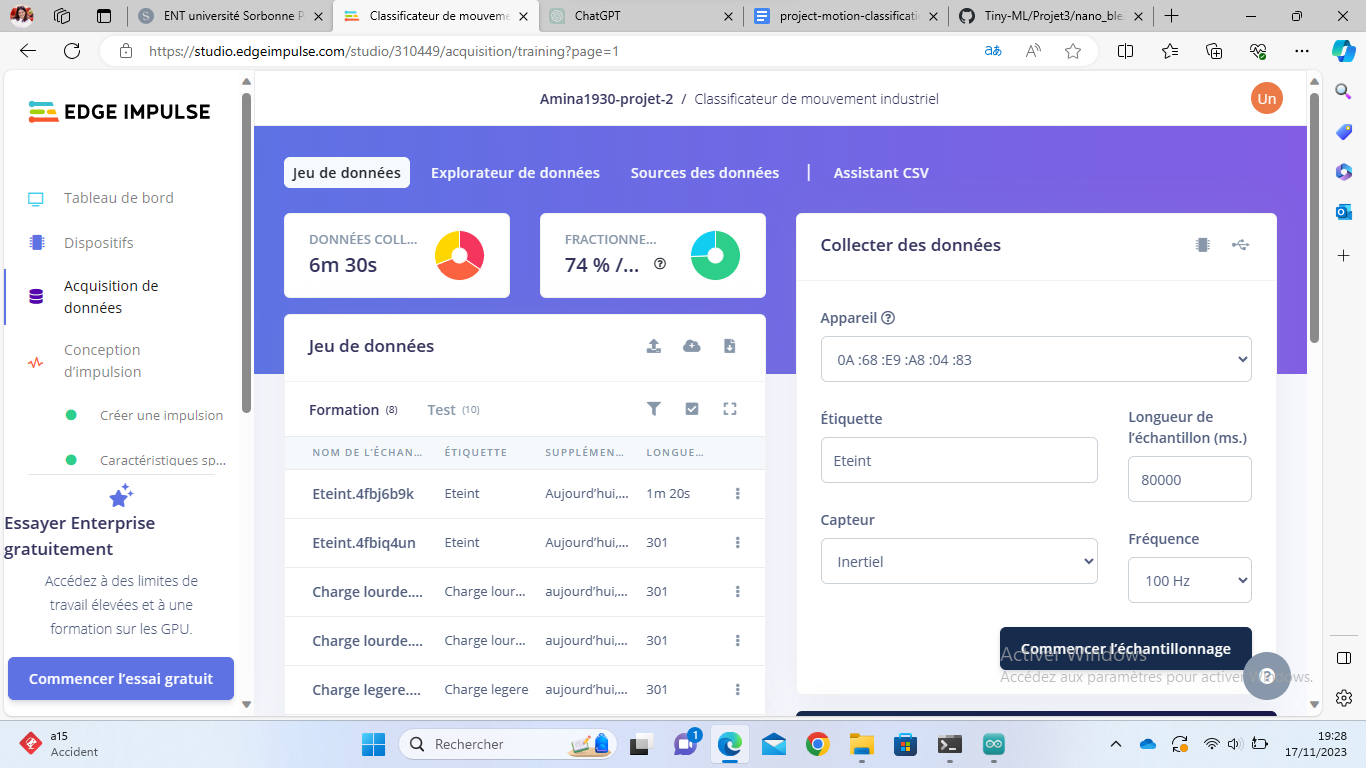 ENT université Sorbonne P
Classificateur de mouveme
ChatGPT
project-motion-classificati
Tiny-ML/Projet3/nano_ble
https://studio.edgeimpulse.com/studio/310449/acquisition/training?page=1
EDGE IMPULSE
Amina1930-projet-2 / Classificateur de mouvement industriel
Un
Tableau de bord
Dispositifs
Acquisition de
données
Conception
d'impulsion
Créer une impulsion
Caractéristiques sp...
Essayer Enterprise
gratuitement
Accédez à des limites de
travail élevées et à une
formation sur les GPU.
Commencer l'essai gratuit
Jeu de données
Explorateur de données
Sources des données
Assistant CSV
DONNÉES COLL...
6m 30s
FRACTIONNE...
74 % /...
Jeu de données
Formation (8)
Test (10)
NOM DE L'ÉCHAN... ÉTIQUETTE SUPPLÉMEN... LONGUE...
Eteint.4fbj6b9k Eteint Aujourd'hui,... 1m 20s
Eteint.4fbiq4un Eteint Aujourd'hui,... 301
Charge lourde.... Charge lour... aujourd'hui,... 301
Charge lourde.... Charge lour... aujourd'hui,... 301
Charge legere.... Charge legere aujourd'hui,... 301
Collecter des données
Appareil
0A :68 :E9 :A8 :04 :83
Étiquette
Eteint
Longueur de
l'échantillon (ms.)
80000
Capteur
Inertiel
Fréquence
100 Hz
Commencer l'échantillonnage
Activer Windows
Accédez aux paramètres pour activer Windows.
a15
Accident
Rechercher
1
19:28
17/11/2023